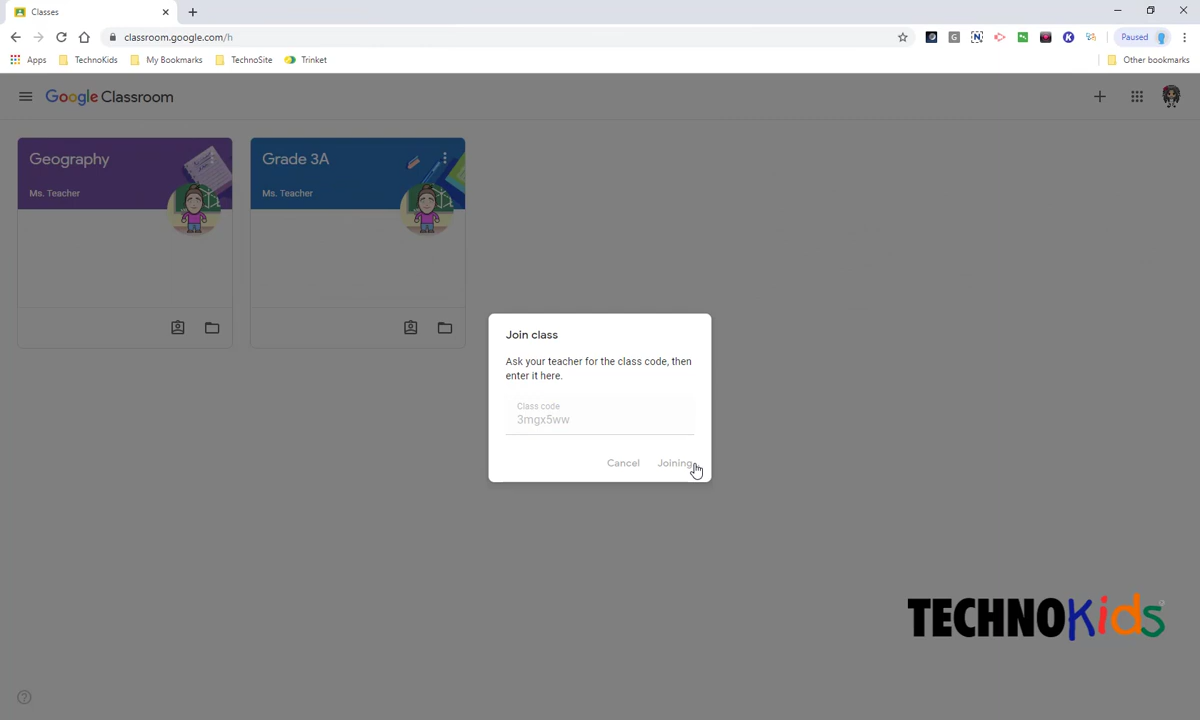 Classes
classroom.google.com/h
Paused
Apps
TechnoKids
My Bookmarks
TechnoSite
Trinket
Other bookmarks
Google Classroom
Geography
Ms. Teacher
Grade 3A
Ms. Teacher
Join class
Ask your teacher for the class code, then
enter it here.
Class code
3mgx5ww
Cancel
Joining
TECHNOKids